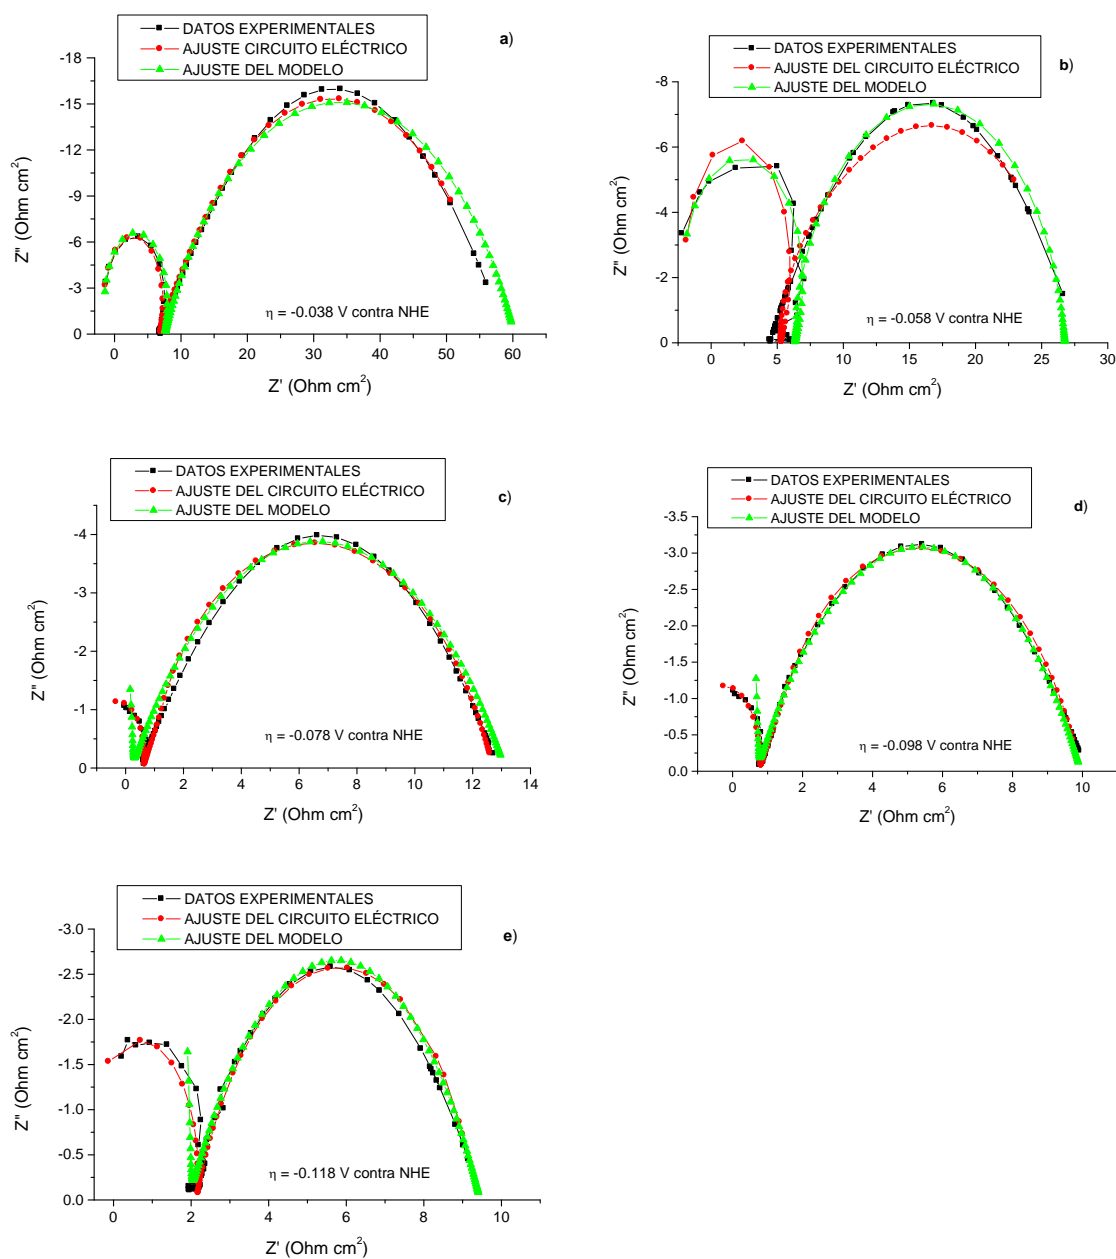 DATOS EXPERIMENTALES
AJUSTE CIRCUITO ELÉCTRICO
AJUSTE DEL MODELO
a)
-18
-15
-12
-9
-6
-3
0
Z'' (Ohm cm²)
η = -0.038 V contra NHE
0 10 20 30 40 50 60
Z' (Ohm cm²)
DATOS EXPERIMENTALES
AJUSTE DEL CIRCUITO ELÉCTRICO
AJUSTE DEL MODELO
b)
-8
-6
-4
-2
0
Z'' (Ohm cm²)
η = -0.058 V contra NHE
0 5 10 15 20 25 30
Z' (Ohm cm²)
DATOS EXPERIMENTALES
AJUSTE DEL CIRCUITO ELÉCTRICO
AJUSTE DEL MODELO
c)
-4
-3
-2
-1
0
Z'' (Ohm cm²)
η = -0.078 V contra NHE
0 2 4 6 8 10 12 14
Z' (Ohm cm²)
DATOS EXPERIMENTALES
AJUSTE DEL CIRCUITO ELÉCTRICO
AJUSTE DEL MODELO
d)
-3.5
-3.0
-2.5
-2.0
-1.5
-1.0
-0.5
0.0
Z'' (Ohm cm²)
η = -0.098 V contra NHE
0 2 4 6 8 10
Z' (Ohm cm²)
DATOS EXPERIMENTALES
AJUSTE DEL CIRCUITO ELÉCTRICO
AJUSTE DEL MODELO
e)
-3.0
-2.5
-2.0
-1.5
-1.0
-0.5
0.0
Z'' (Ohm cm²)
η = -0.118 V contra NHE
0 2 4 6 8 10
Z' (Ohm cm²)